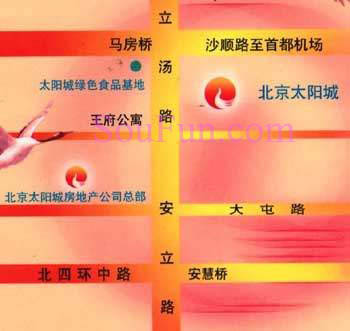 立汤路
马房桥
沙顺路至首都机场
太阳城绿色食品基地
北京太阳城
王府公寓
SouFun.com
北京太阳城房地产公司总部
安立路
大屯路
北四环中路
安慧桥